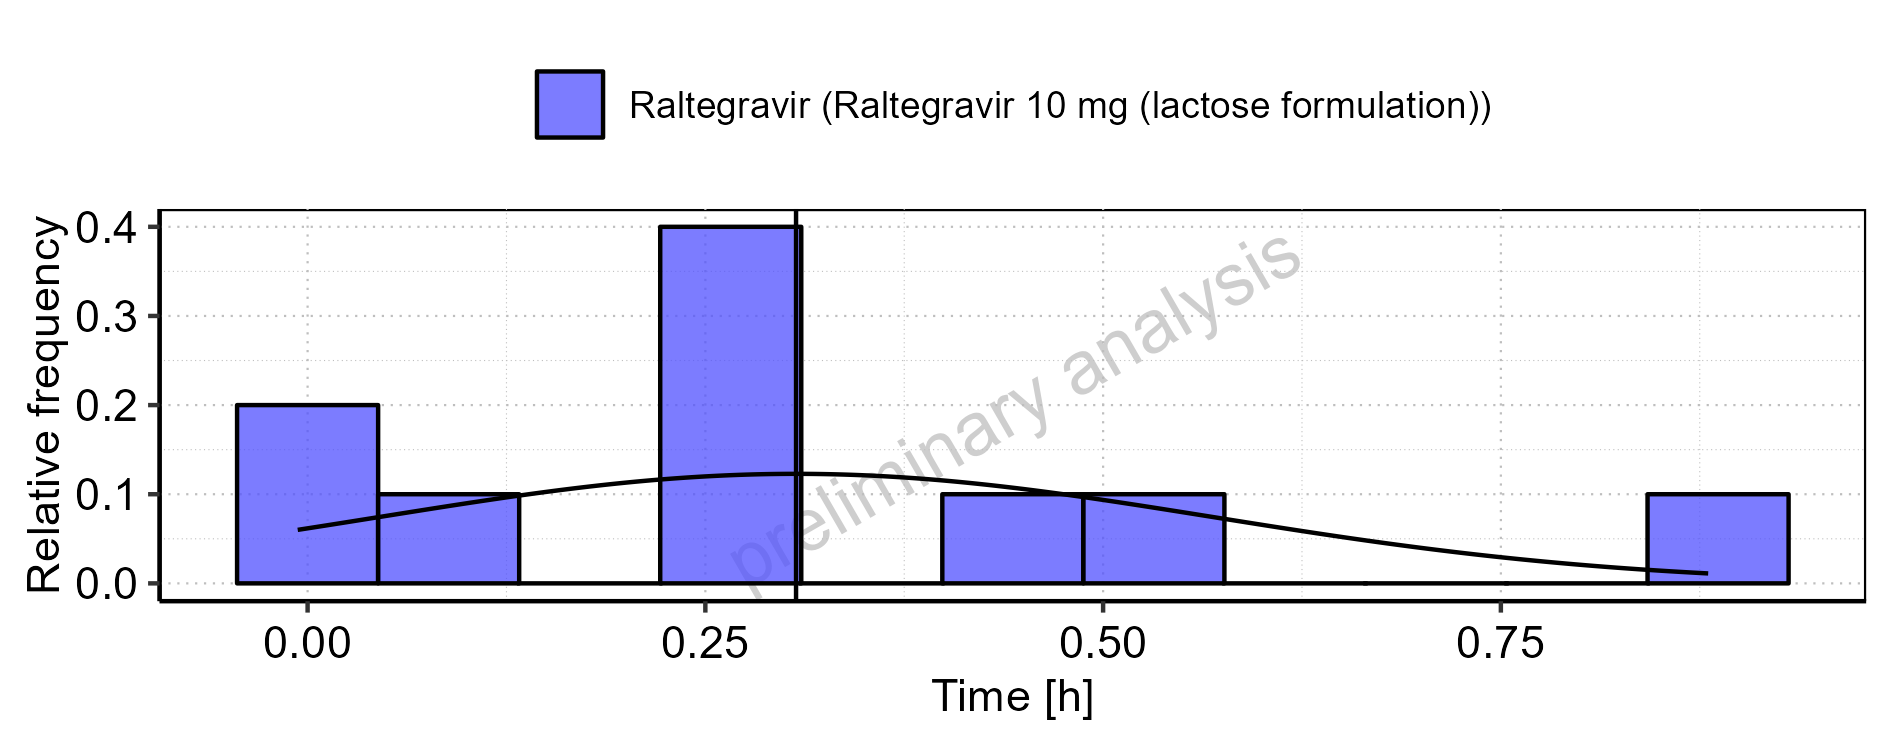 Raltegravir (Raltegravir 10 mg (lactose formulation))
Relative frequency
0.4
0.3
0.2
0.1
0.0
preliminary analysis
0.00 0.25 0.50 0.75
Time [h]